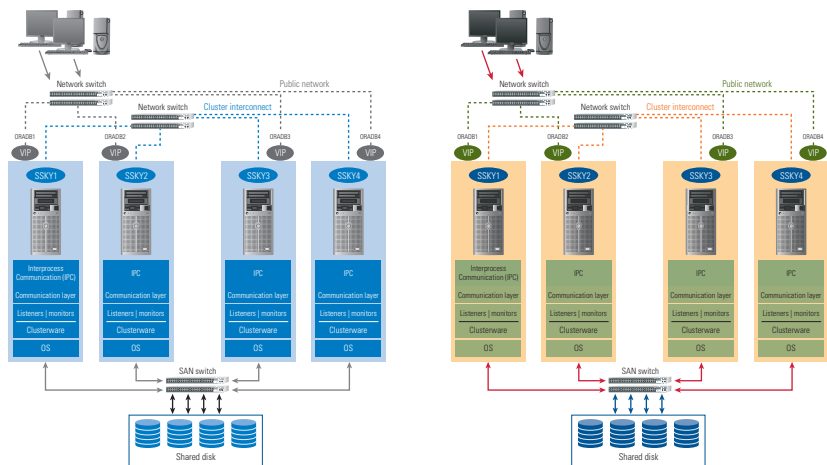 Network switch
Public network
Network switch
Cluster interconnect
ORADB1
ORADB2
ORADB3
ORADB4
VIP
VIP
VIP
VIP
SSKY1
SSKY2
SSKY3
SSKY4
Interprocess
Communication (IPC)
IPC
IPC
IPC
Communication layer
Communication layer
Communication layer
Communication layer
Listeners | monitors
Listeners | monitors
Listeners | monitors
Listeners | monitors
Clusterware
Clusterware
Clusterware
Clusterware
OS
OS
OS
OS
SAN switch
Shared disk
Network switch
Public network
Network switch
Cluster interconnect
ORADB1
ORADB2
ORADB3
ORADB4
VIP
VIP
VIP
VIP
SSKY1
SSKY2
SSKY3
SSKY4
Interprocess
Communication (IPC)
IPC
IPC
IPC
Communication layer
Communication layer
Communication layer
Communication layer
Listeners | monitors
Listeners | monitors
Listeners | monitors
Listeners | monitors
Clusterware
Clusterware
Clusterware
Clusterware
OS
OS
OS
OS
SAN switch
Shared disk